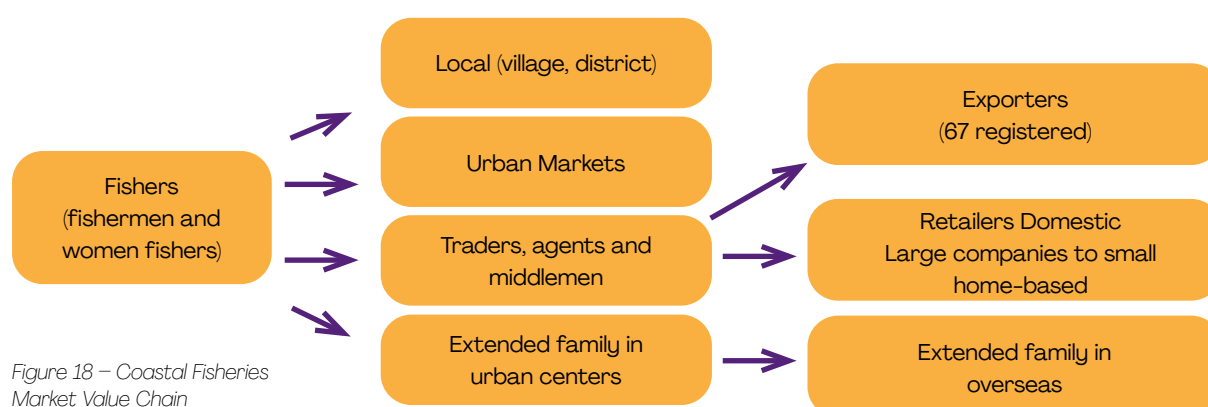 Fishers
(fishermen and
women fishers)
Local (village, district)
Urban Markets
Traders, agents and
middlemen
Extended family in
urban centers
Exporters
(67 registered)
Retailers Domestic
Large companies to small
home-based
Extended family in
overseas
Figure 18 – Coastal Fisheries
Market Value Chain